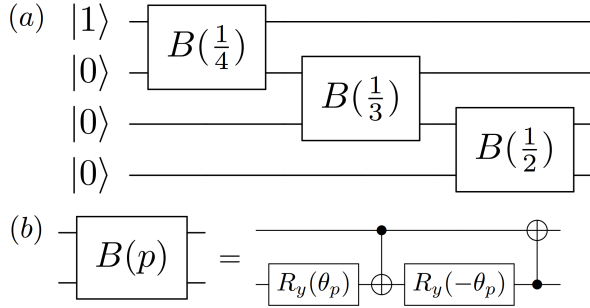 (a) |1⟩ B(1/4)
|0⟩ B(1/3)
|0⟩ B(1/2)
|0⟩
(b) B(p) = R_y(θ_p) R_y(−θ_p)